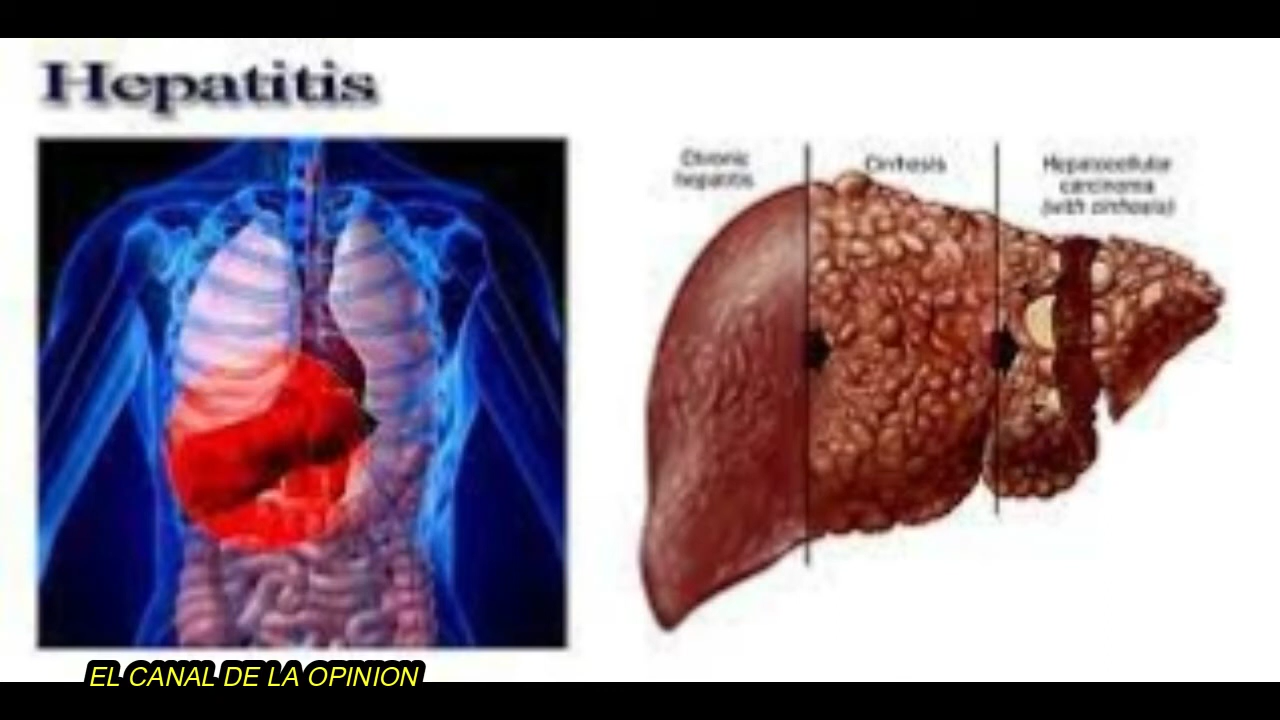 Hepatitis
Chronic
hepatitis
Cirrhosis
Hepatocellular
carcinoma
(with cirrhosis)
EL CANAL DE LA OPINION